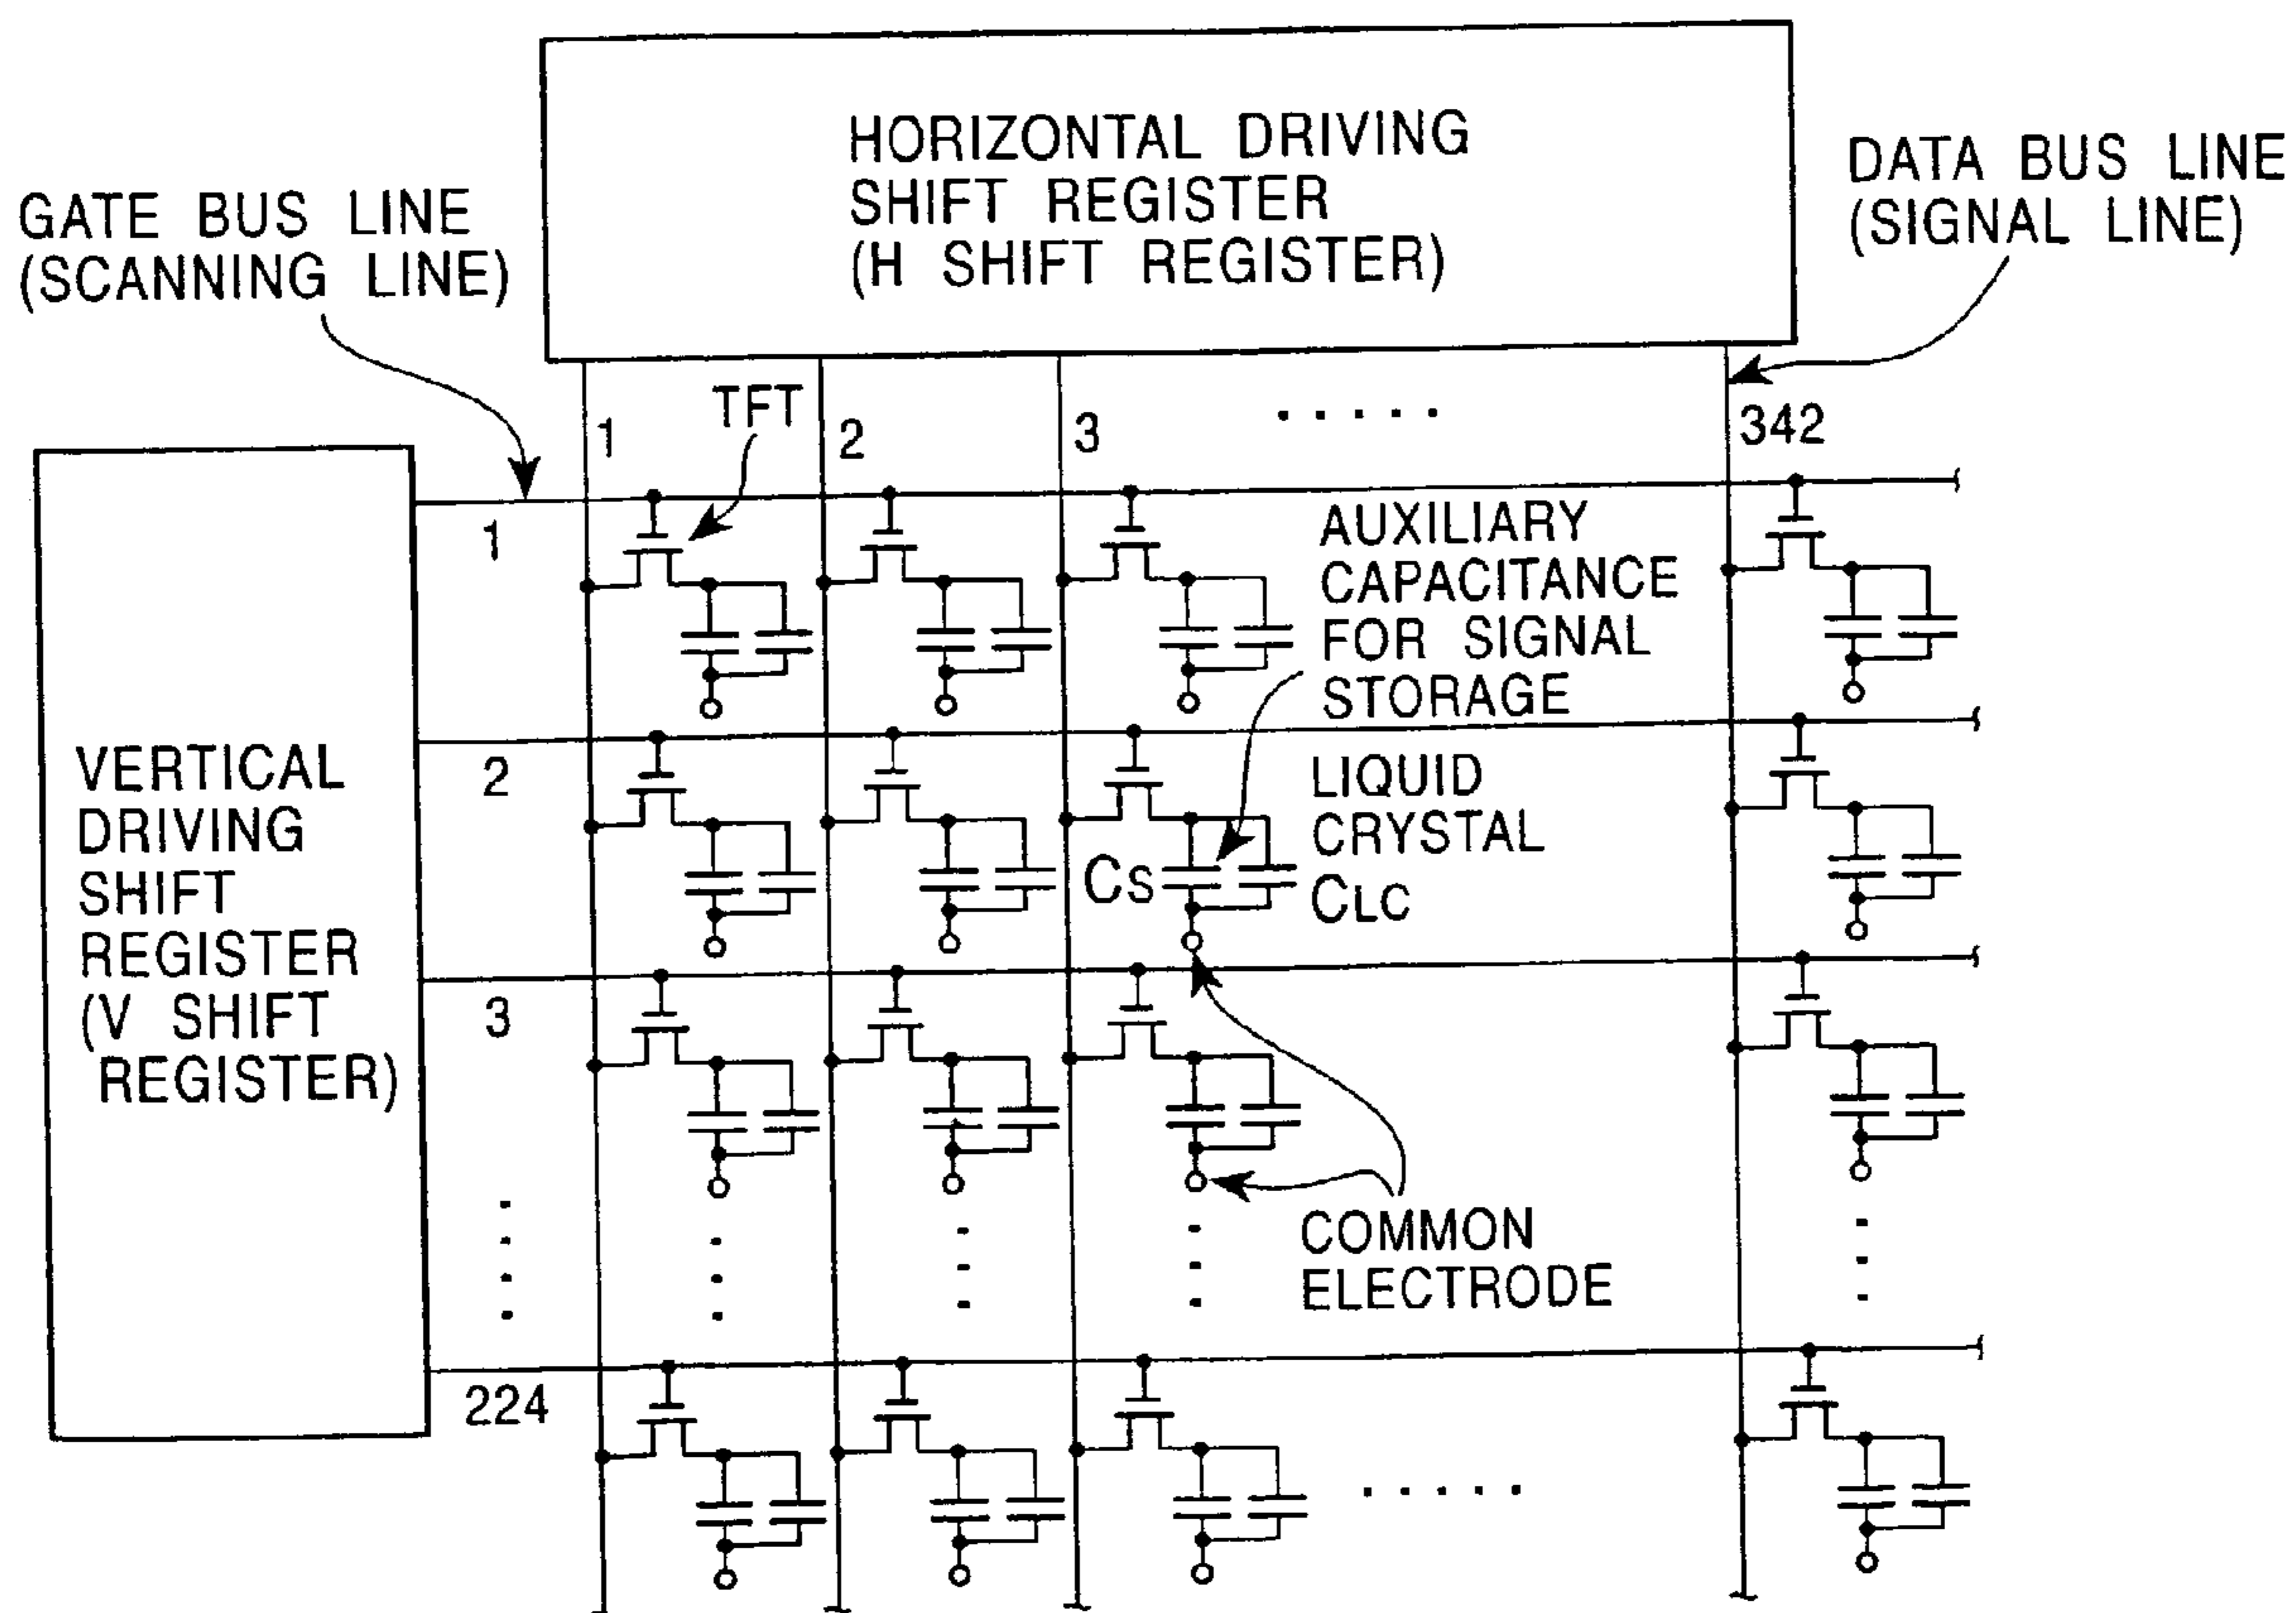 HORIZONTAL DRIVING
SHIFT REGISTER
(H SHIFT REGISTER)
DATA BUS LINE
(SIGNAL LINE)
GATE BUS LINE
(SCANNING LINE)
TFT
1
2
3
.....
342
1
AUXILIARY
CAPACITANCE
FOR SIGNAL
STORAGE
2
LIQUID
CRYSTAL
CLC
CS
VERTICAL
DRIVING
SHIFT
REGISTER
(V SHIFT
REGISTER)
3
COMMON
ELECTRODE
224
.....